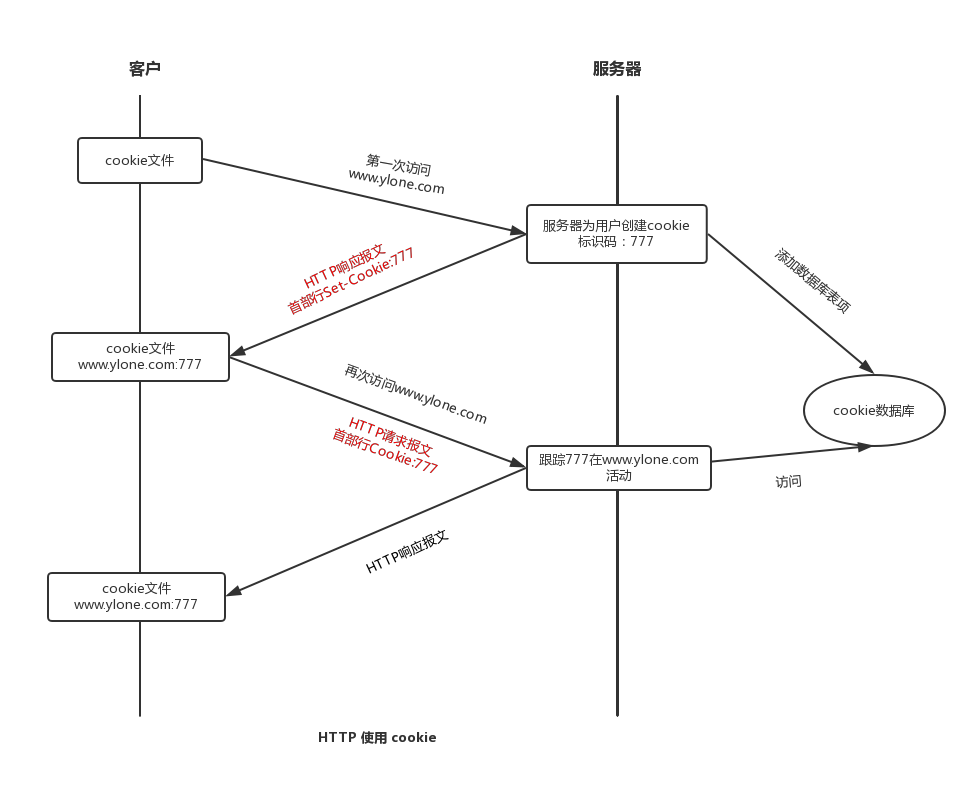 客户
服务器
cookie文件
第一次访问
www.ylone.com
服务器为用户创建cookie
标识码：777
HTTP响应报文
首部行Set-Cookie:777
添加数据库表项
cookie文件
www.ylone.com:777
再次访问www.ylone.com
HTTP请求报文
首部行Cookie:777
cookie数据库
跟踪777在www.ylone.com
活动
访问
HTTP响应报文
cookie文件
www.ylone.com:777
HTTP 使用 cookie